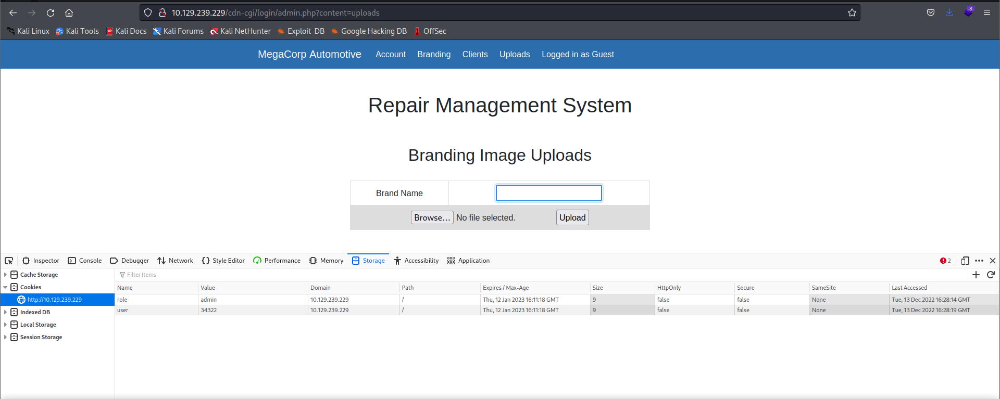 10.129.239.229/cdn-cgi/login/admin.php?content=uploads
8
Kali Linux Kali Tools Kali Docs Kali Forums Kali NetHunter Exploit-DB Google Hacking DB OffSec
MegaCorp Automotive Account Branding Clients Uploads Logged in as Guest
Repair Management System
Branding Image Uploads
Brand Name
Browse... No file selected. Upload
Inspector Console Debugger Network Style Editor Performance Memory Storage Accessibility Application 2
Cache Storage
Cookies
http://10.129.239.229
Indexed DB
Local Storage
Session Storage
Filter Items
Name Value Domain Path Expires / Max-Age Size HttpOnly Secure SameSite Last Accessed
role admin 10.129.239.229 / Thu, 12 Jan 2023 16:11:18 GMT 9 false false None Tue, 13 Dec 2022 16:28:14 GMT
user 34322 10.129.239.229 / Thu, 12 Jan 2023 16:11:18 GMT 9 false false None Tue, 13 Dec 2022 16:28:19 GMT